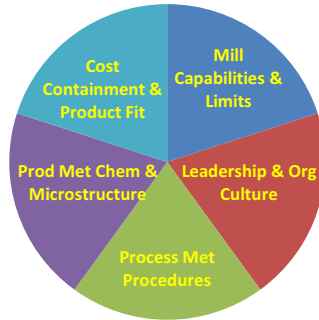 Mill
Capabilities &
Limits
Leadership & Org
Culture
Process Met
Procedures
Prod Met Chem &
Microstructure
Cost
Containment &
Product Fit